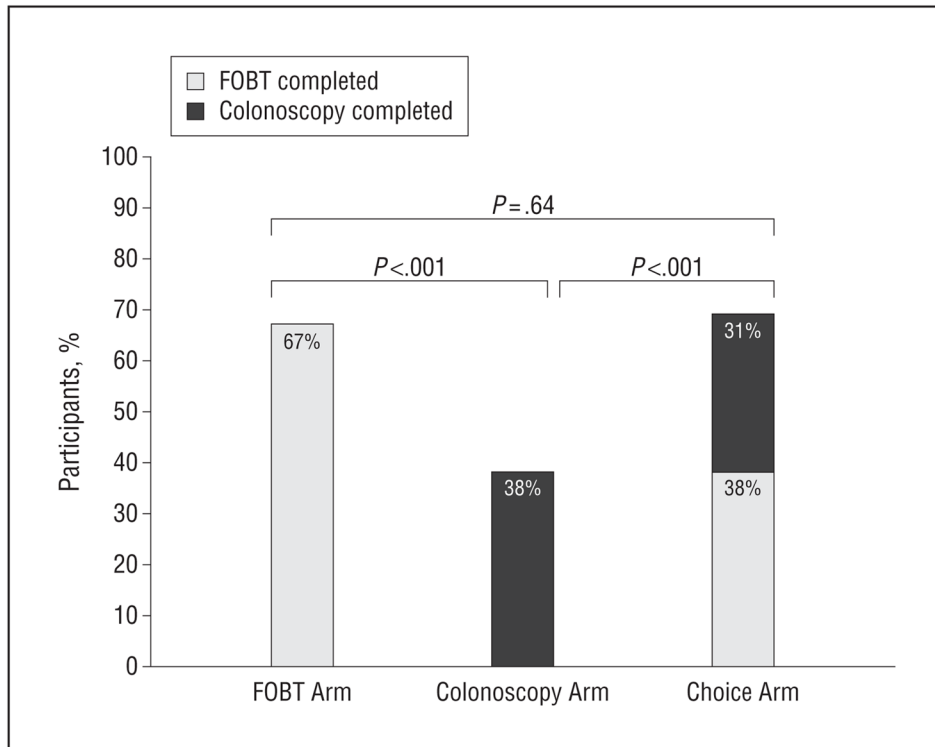 FOBT completed
Colonoscopy completed
100
90
80
70
60
50
40
30
20
10
0
Participants, %
P=.64
P<.001
P<.001
67%
38%
31%
38%
FOBT Arm
Colonoscopy Arm
Choice Arm